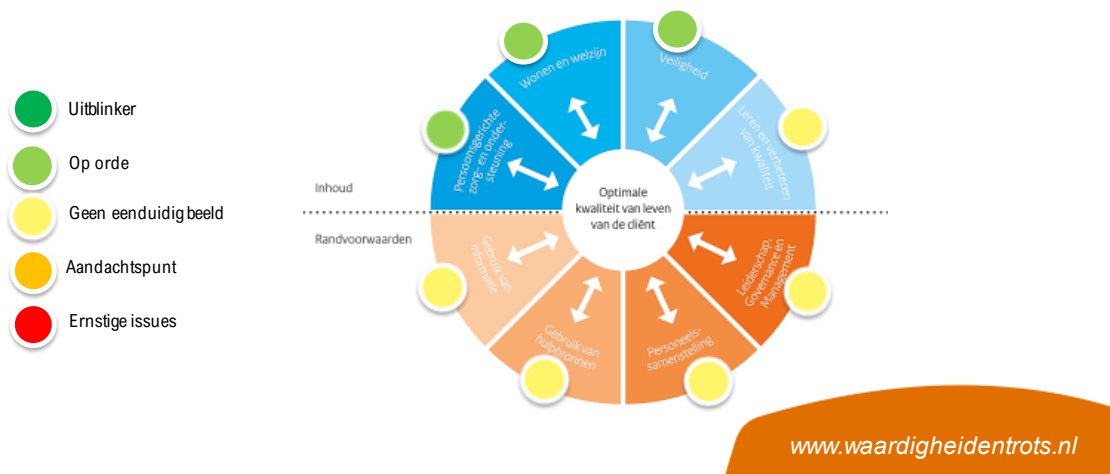 Uitblinker
Op orde
Geen eenduidig beeld
Aandachtspunt
Ernstige issues
Inhoud
Randvoorwaarden
Persoonsgerichte
zorg- en onder-
steuning
Wonen en welzijn
Veiligheid
Leren en verbeteren
van kwaliteit
Optimale
kwaliteit van leven
van de cliënt
Gebruik van
informatie
Gebruik van
hulpbronnen
Personeels-
samenstelling
Leiderschap,
Governance en
Management
www.waardigheidentrots.nl